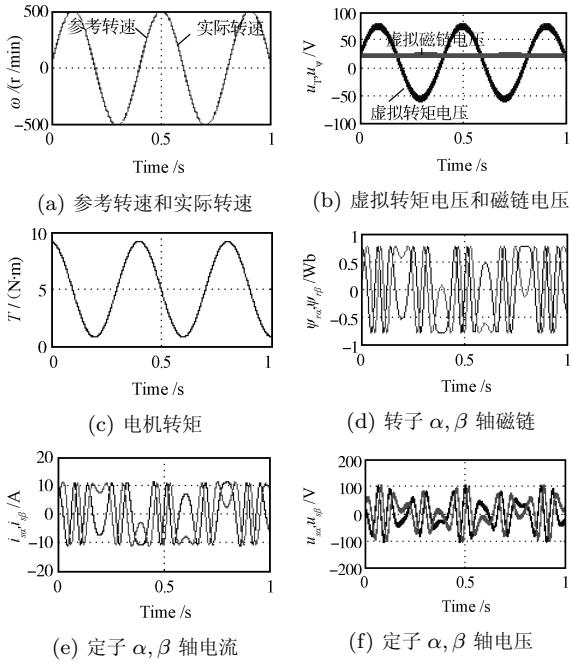 500
参考转速
实际转速
ω/(r /min)
0
−500
0
0.5
1
Time /s
(a) 参考转速和实际转速
100
虚拟磁链电压
50
u_T,u_ψ/V
0
−50
虚拟转矩电压
−100
0
0.5
1
Time /s
(b) 虚拟转矩电压和磁链电压
10
T / (N·m)
5
0
0
0.5
1
Time /s
(c) 电机转矩
1
0.5
ψ_rα,ψ_rβ/Wb
0
−0.5
−1
0
0.5
1
Time /s
(d) 转子 α, β 轴磁链
20
10
i_sα,i_sβ/A
0
−10
−20
0
0.5
1
Time /s
(e) 定子 α, β 轴电流
200
100
u_sα,u_sβ/V
0
−100
−200
0
0.5
1
Time /s
(f) 定子 α, β 轴电压